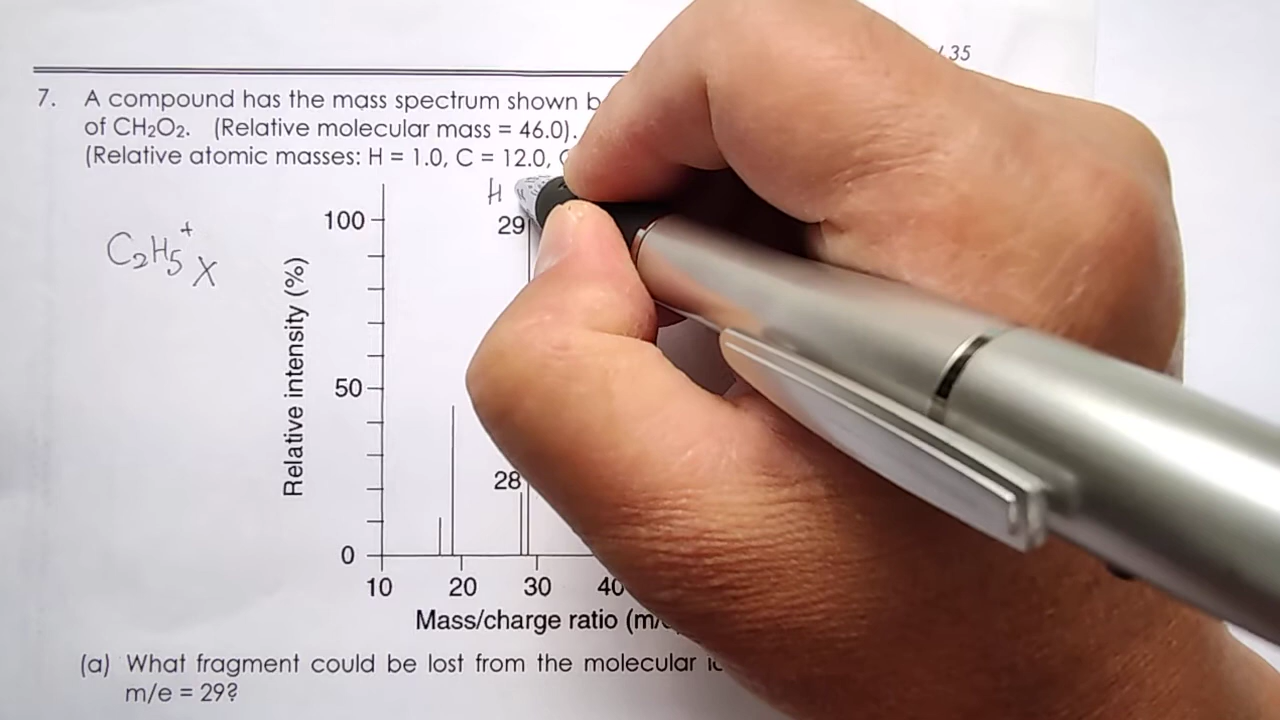 35
7. A compound has the mass spectrum shown
of CH₂O₂. (Relative molecular mass = 46.0).
(Relative atomic masses: H = 1.0, C = 12.0,
H
C₂H₅⁺ X
100
29
Relative intensity (%)
50
28
0
10 20 30 40
Mass/charge ratio
(a) What fragment could be lost from the molecular
m/e = 29?